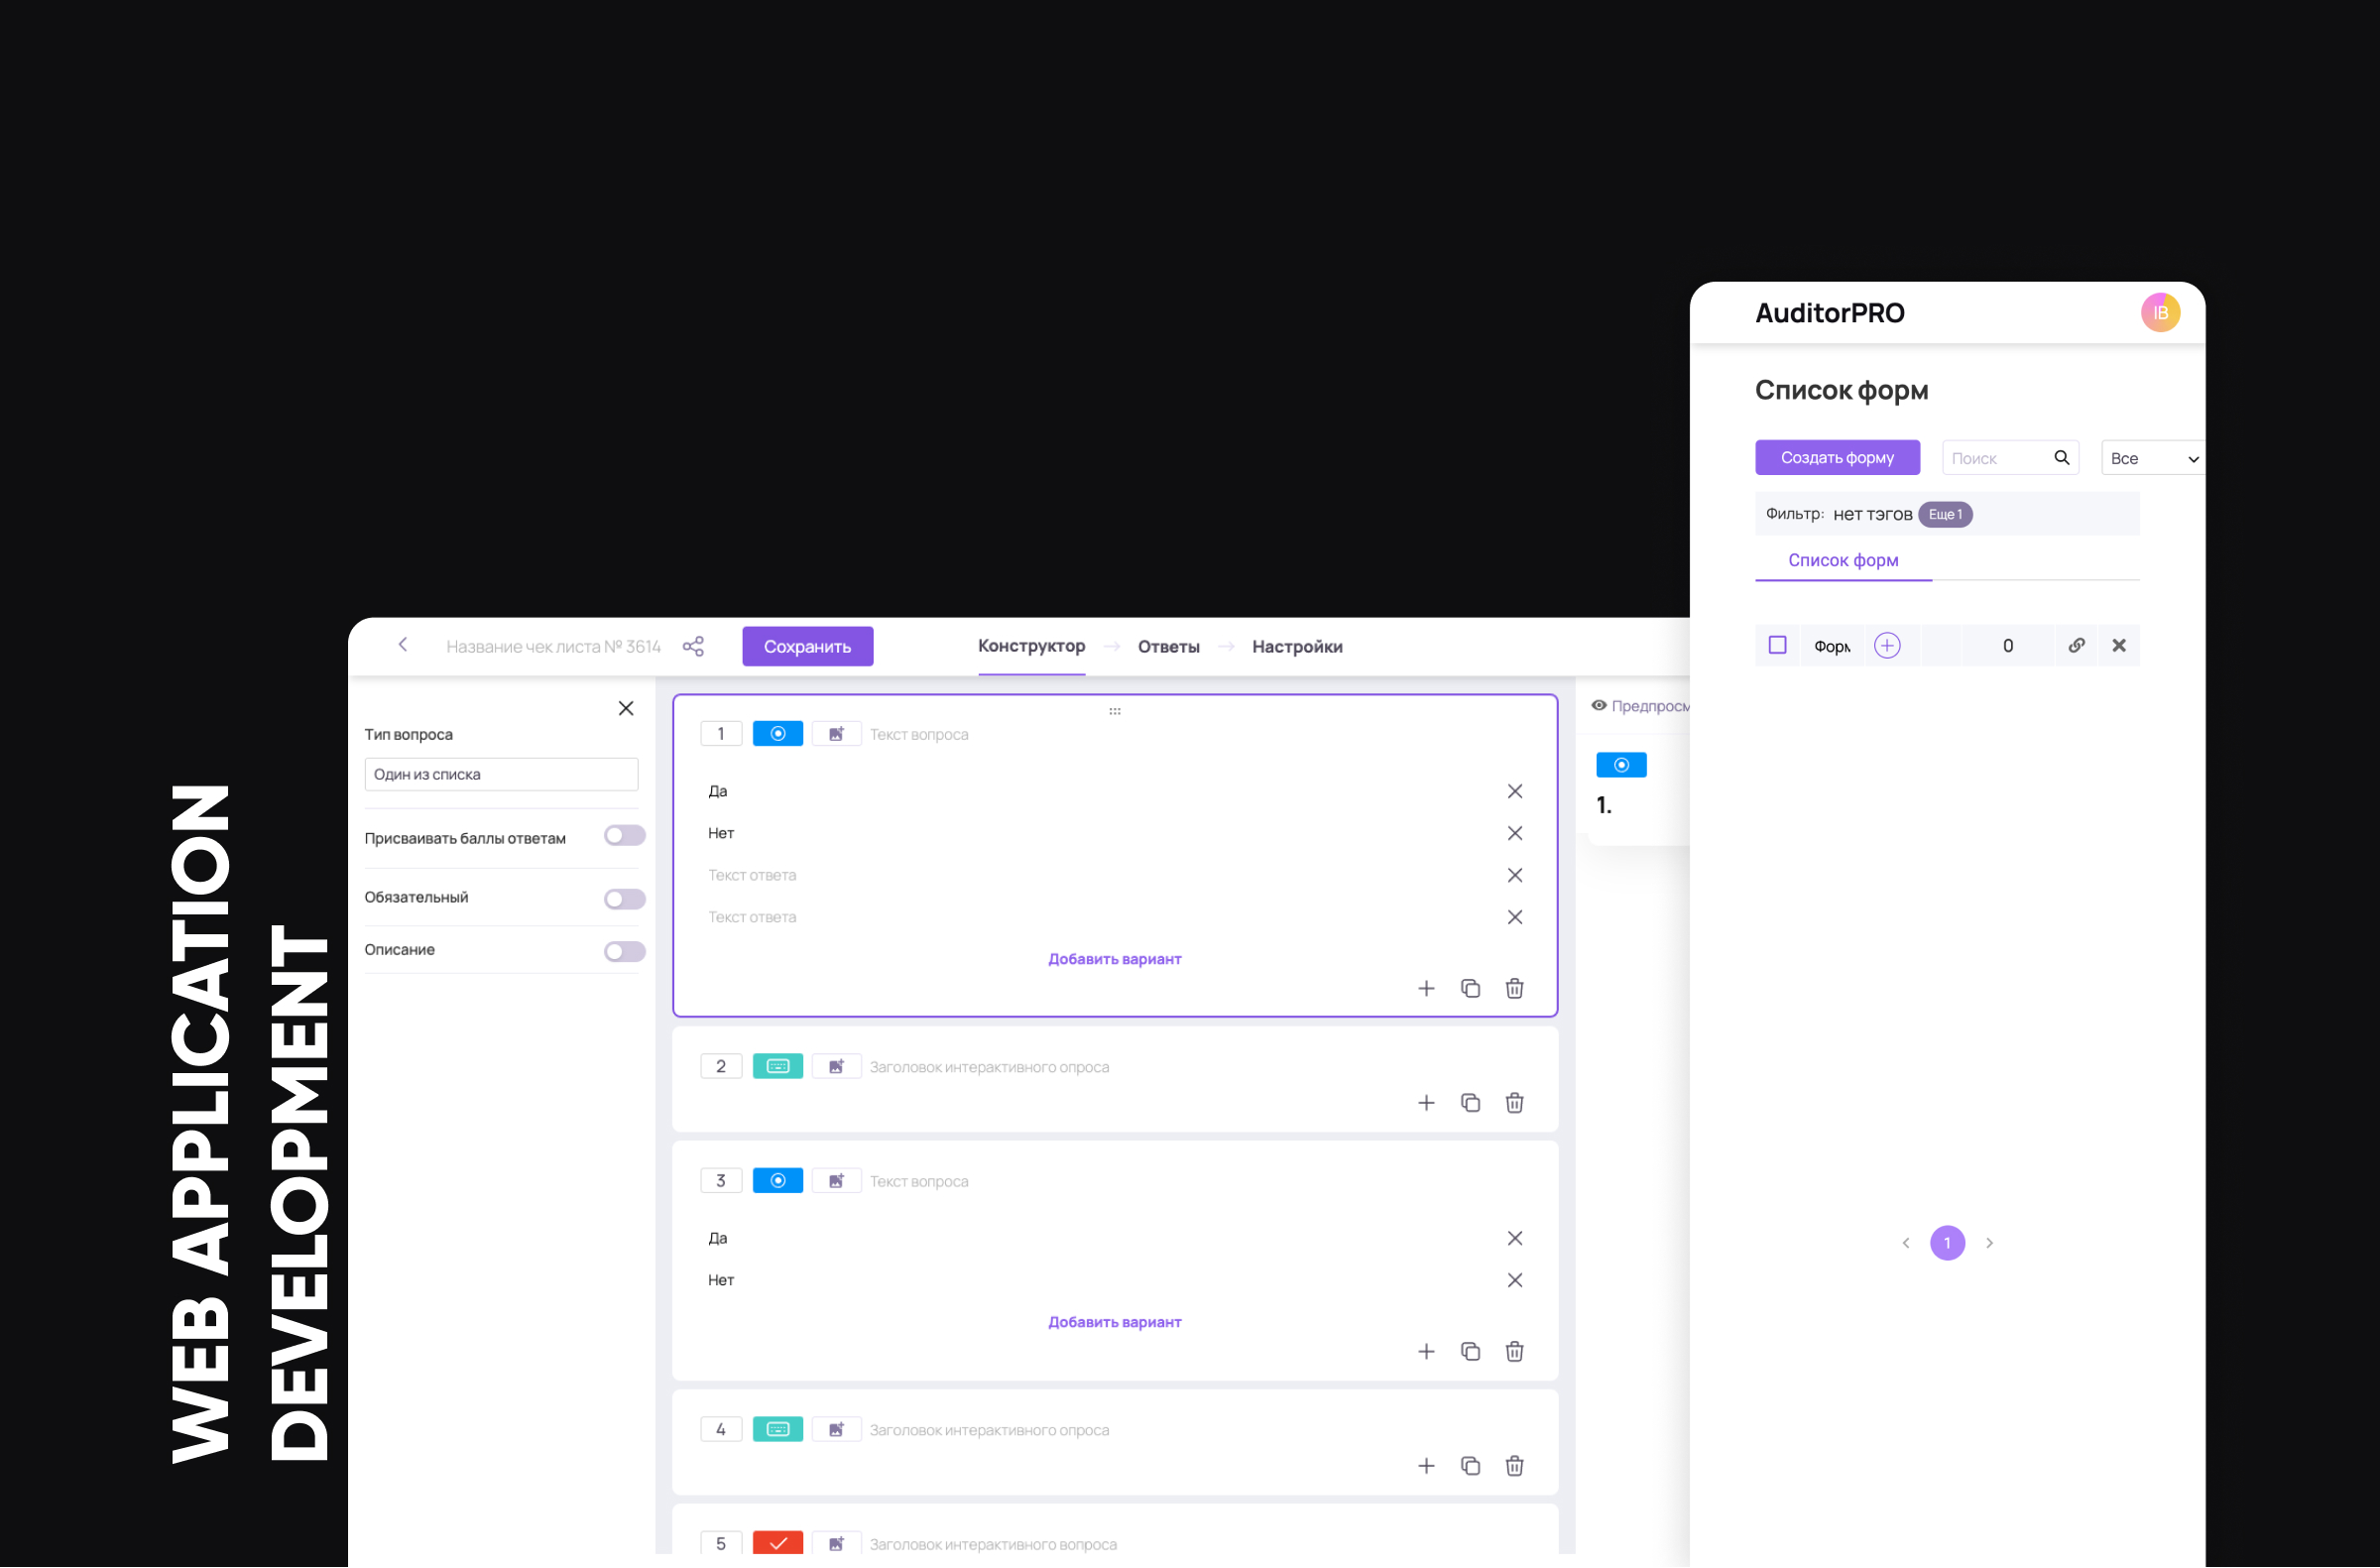 WEB APPLICATION
DEVELOPMENT
Название чек листа № 3614
Сохранить
Конструктор
Ответы
Настройки
Тип вопроса
Один из списка
Присваивать баллы ответам
Обязательный
Описание
1
Текст вопроса
Да
Нет
Текст ответа
Текст ответа
Добавить вариант
2
Заголовок интерактивного опроса
3
Текст вопроса
Да
Нет
Добавить вариант
4
Заголовок интерактивного опроса
5
Заголовок интерактивного вопроса
Предпросм
1.
AuditorPRO
IB
Список форм
Создать форму
Поиск
Все
Фильтр: нет тэгов Еще 1
Список форм
Форм
0
1